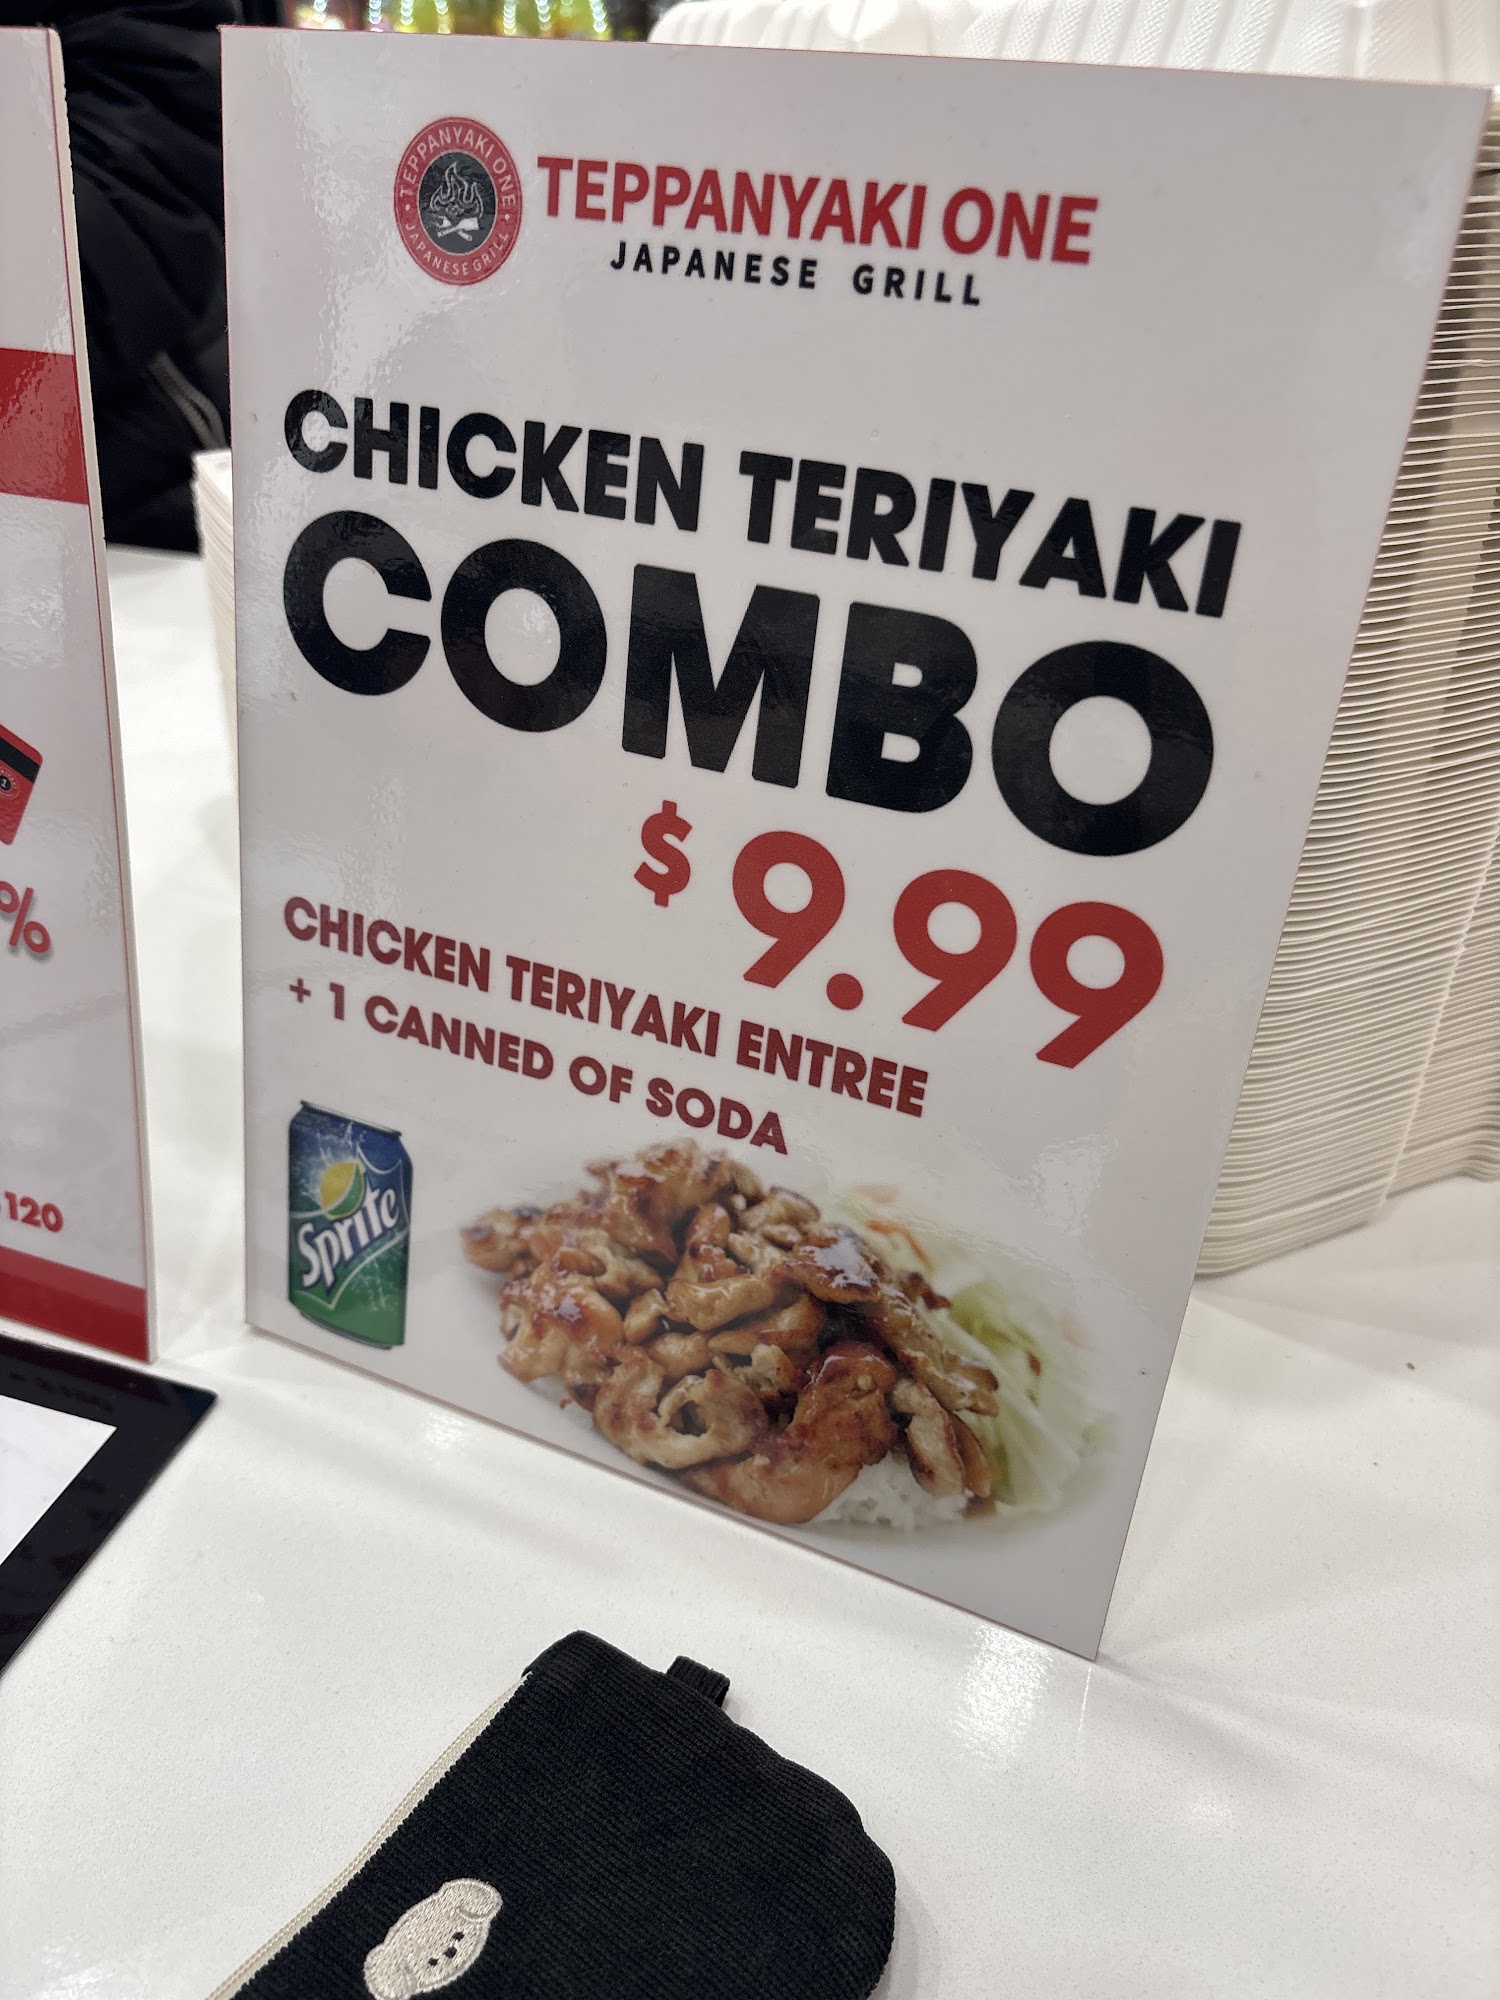 TEPPANYAKI ONE
JAPANESE GRILL
TEPPANYAKI ONE
JAPANESE GRILL
CHICKEN TERIYAKI
COMBO
$9.99
CHICKEN TERIYAKI ENTREE
+ 1 CANNED OF SODA
Sprite
%
120